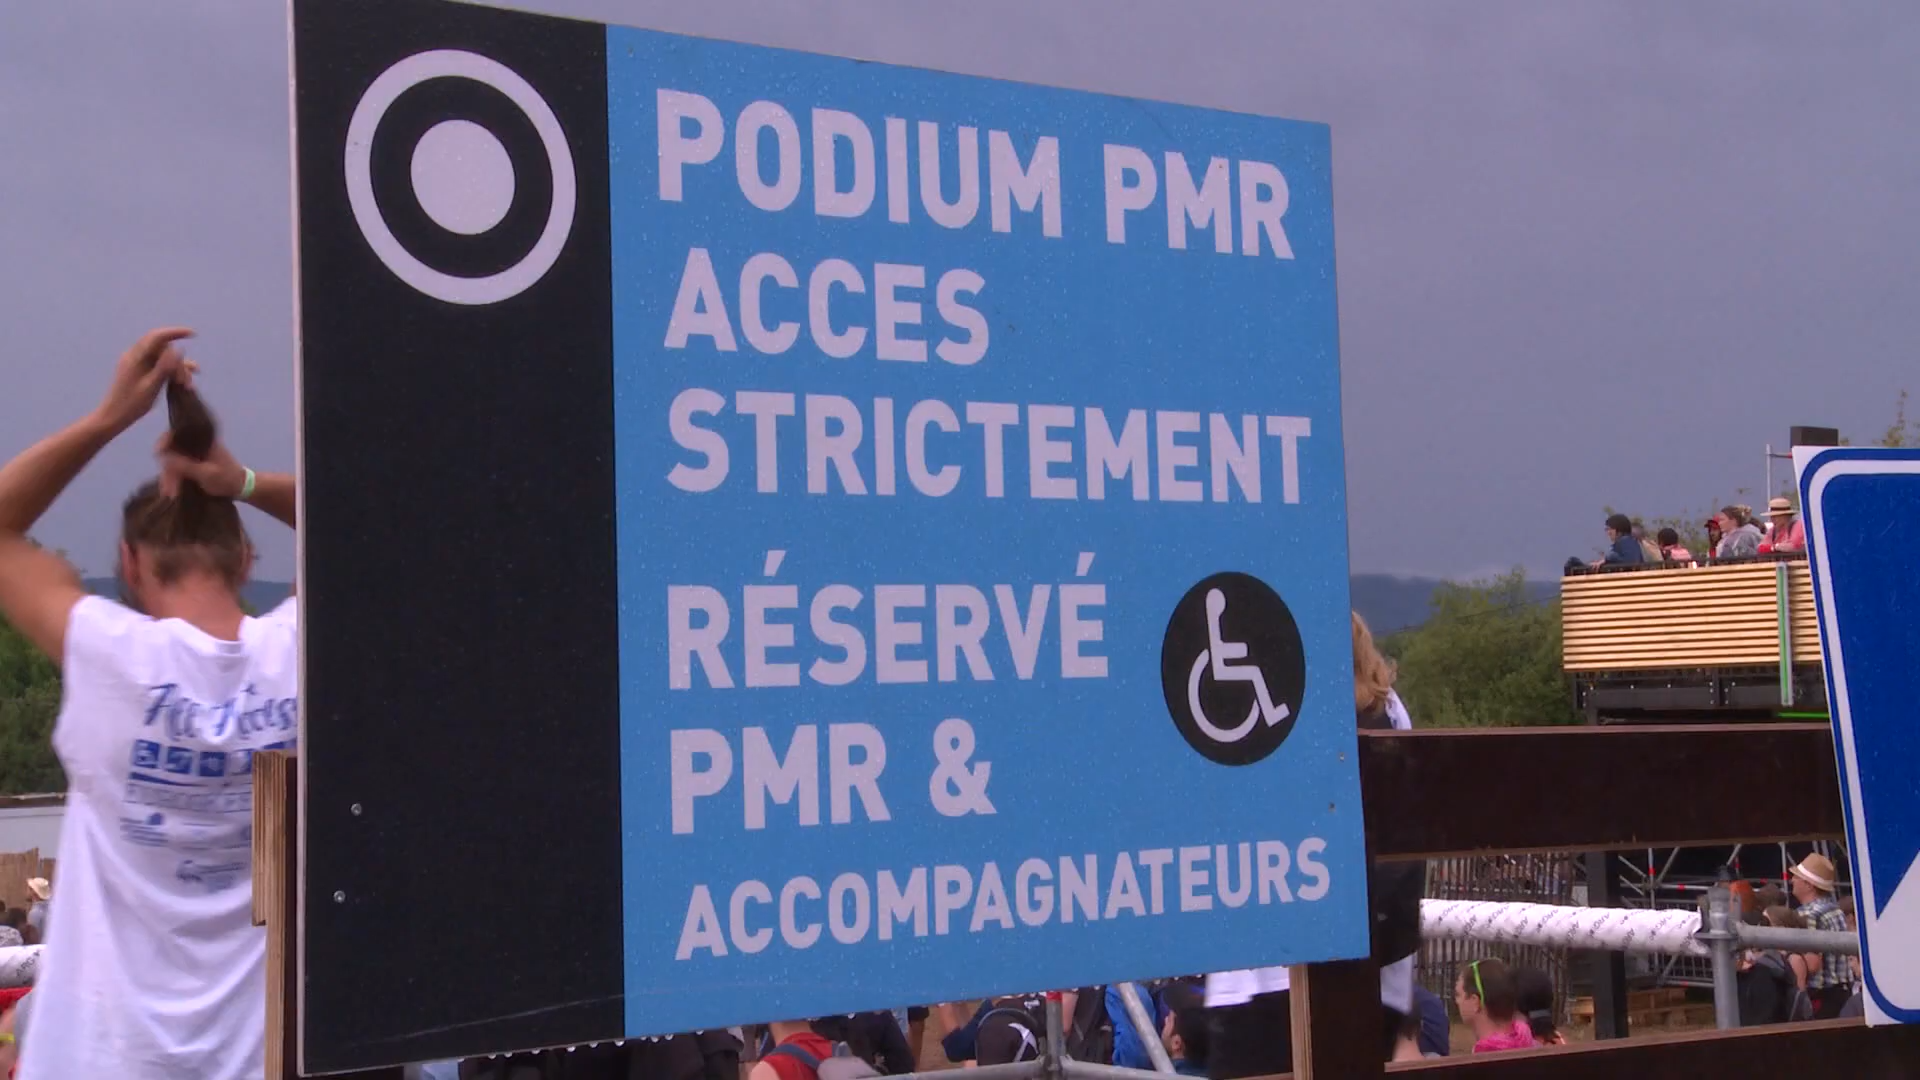 PODIUM PMR
ACCES
STRICTEMENT
RÉSERVÉ
PMR &
ACCOMPAGNATEURS